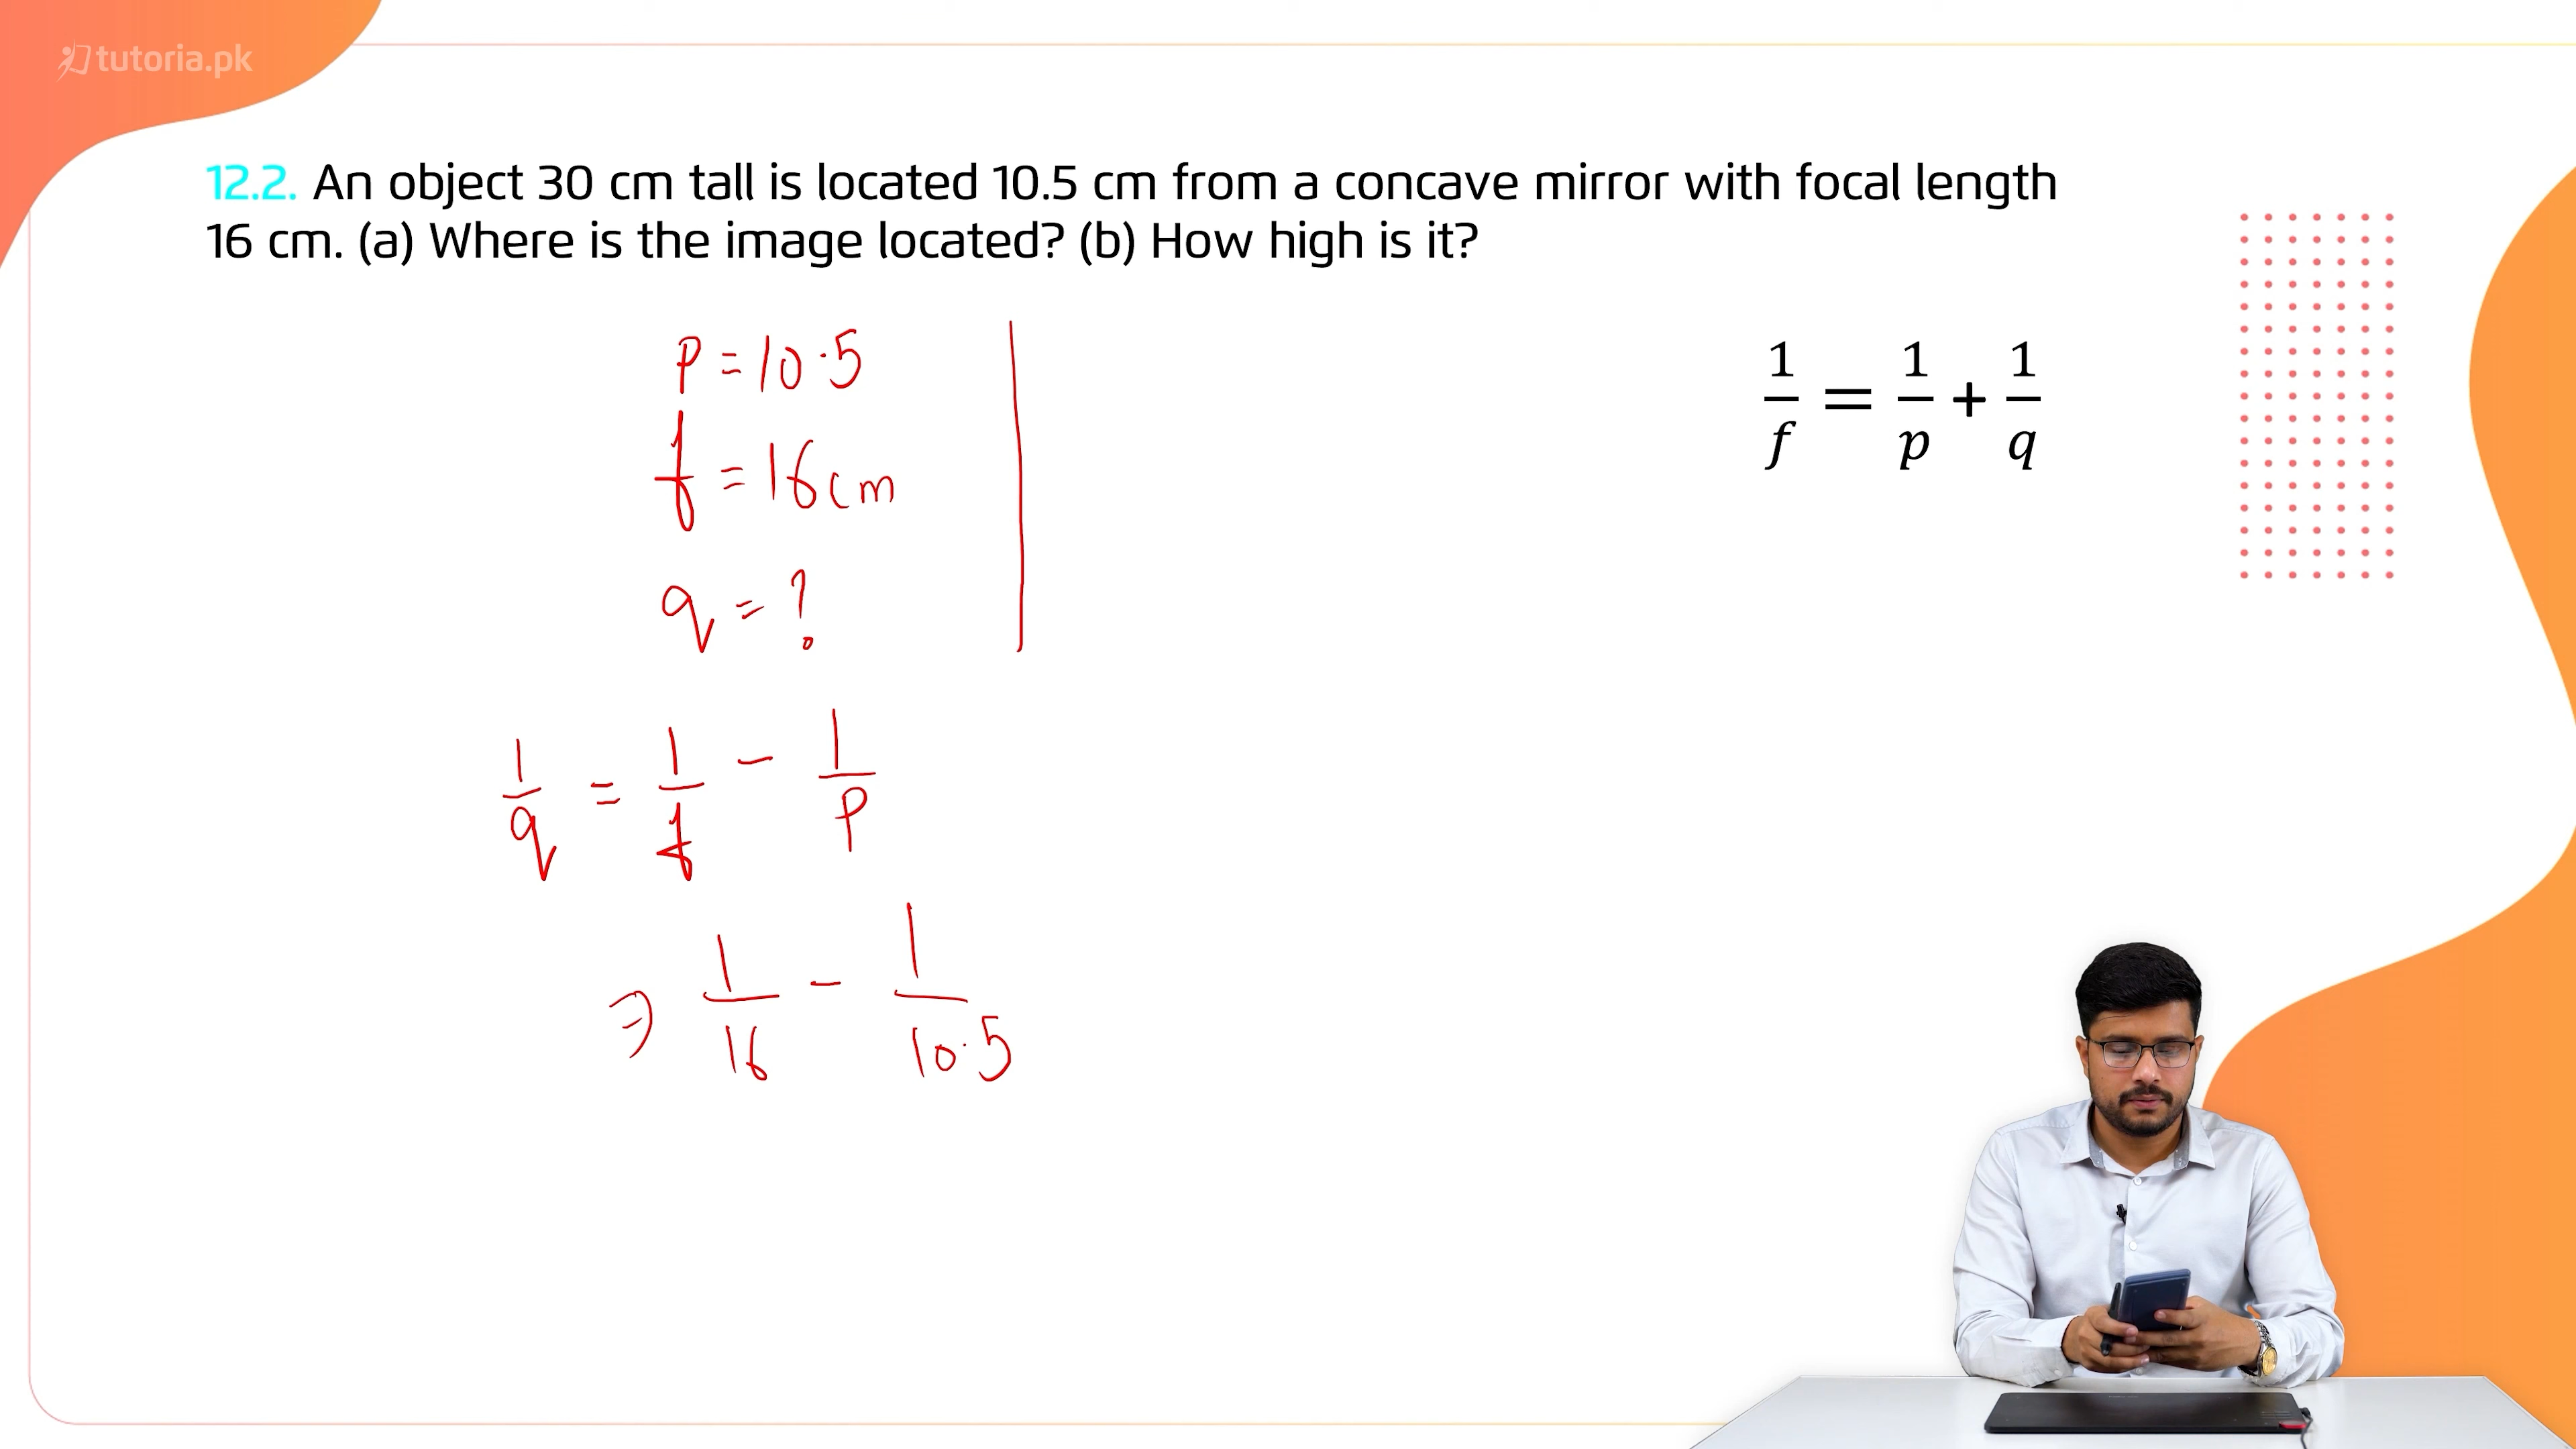 tutoria.pk
12.2. An object 30 cm tall is located 10.5 cm from a concave mirror with focal length
16 cm. (a) Where is the image located? (b) How high is it?
1/f = 1/p + 1/q
P = 10.5
f = 16 cm
q = ?
1/q = 1/f - 1/P
⇒ 1/16 - 1/10.5